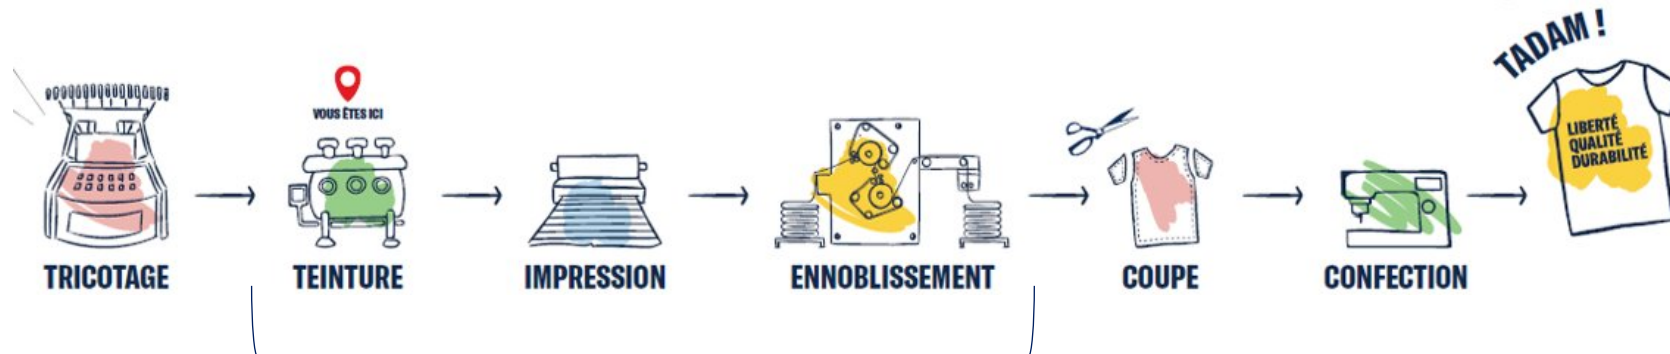 VOUS ÊTES ICI
TADAM !
LIBERTÉ
QUALITÉ
DURABILITÉ
TRICOTAGE
TEINTURE
IMPRESSION
ENNOBLISSEMENT
COUPE
CONFECTION